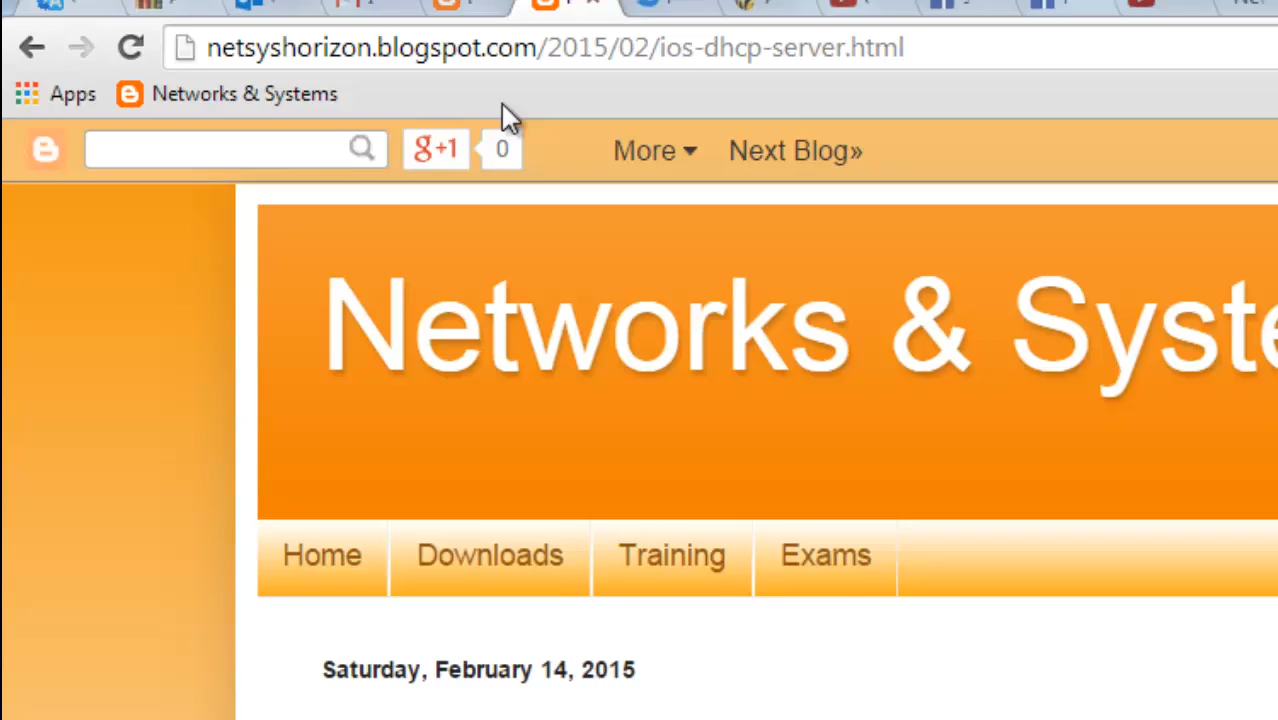 netsyshorizon.blogspot.com/2015/02/ios-dhcp-server.html
Apps Networks & Systems
g+1 0 More Next Blog»
Networks & Syste
Home Downloads Training Exams
Saturday, February 14, 2015